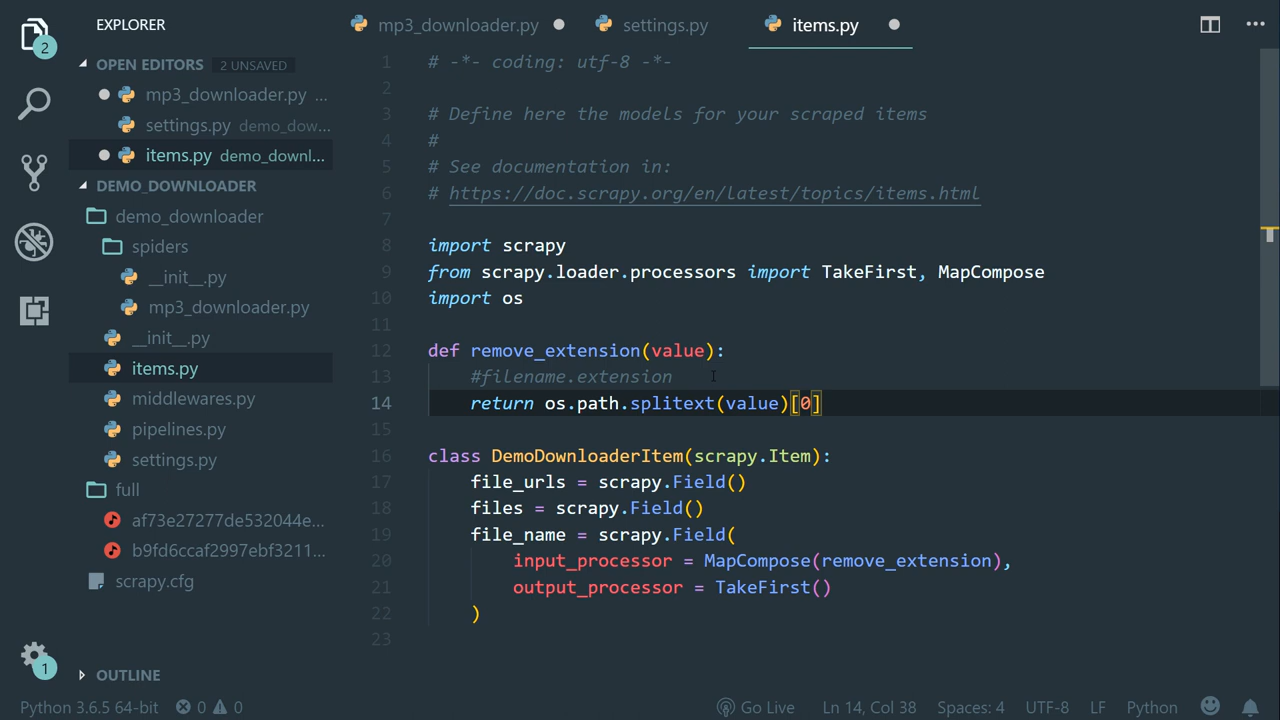 EXPLORER
mp3_downloader.py
settings.py
items.py
2
OPEN EDITORS 2 UNSAVED
mp3_downloader.py ...
settings.py demo_dow...
items.py demo_downl...
DEMO_DOWNLOADER
demo_downloader
spiders
__init__.py
mp3_downloader.py
__init__.py
items.py
middlewares.py
pipelines.py
settings.py
full
af73e27277de532044e...
b9fd6ccaf2997ebf3211...
scrapy.cfg
OUTLINE
1
1 # -*- coding: utf-8 -*-
2
3 # Define here the models for your scraped items
4 #
5 # See documentation in:
6 # https://doc.scrapy.org/en/latest/topics/items.html
7
8 import scrapy
9 from scrapy.loader.processors import TakeFirst, MapCompose
10 import os
11
12 def remove_extension(value):
13     #filename.extension
14     return os.path.splitext(value)[0]
15
16 class DemoDownloaderItem(scrapy.Item):
17     file_urls = scrapy.Field()
18     files = scrapy.Field()
19     file_name = scrapy.Field(
20         input_processor = MapCompose(remove_extension),
21         output_processor = TakeFirst()
22     )
23
Python 3.6.5 64-bit 0 0 Go Live Ln 14, Col 38 Spaces: 4 UTF-8 LF Python